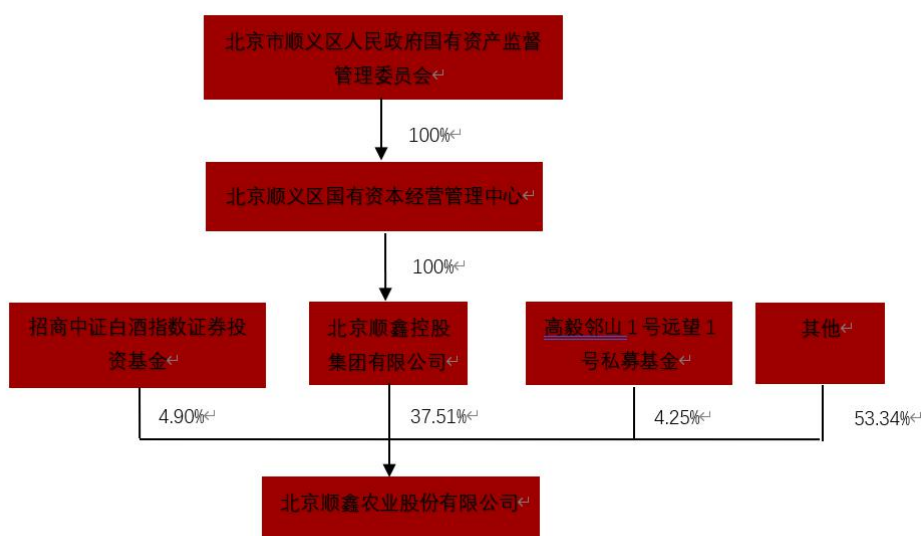 北京市顺义区人民政府国有资产监督
管理委员会↵
100%↵
北京顺义区国有资本经营管理中心↵
100%↵
招商中证白酒指数证券投
资基金↵
北京顺鑫控股
集团有限公司↵
高毅邻山1号远望1
号私募基金↵
其他↵
4.90%↵
37.51%↵
4.25%↵
53.34%↵
北京顺鑫农业股份有限公司↵